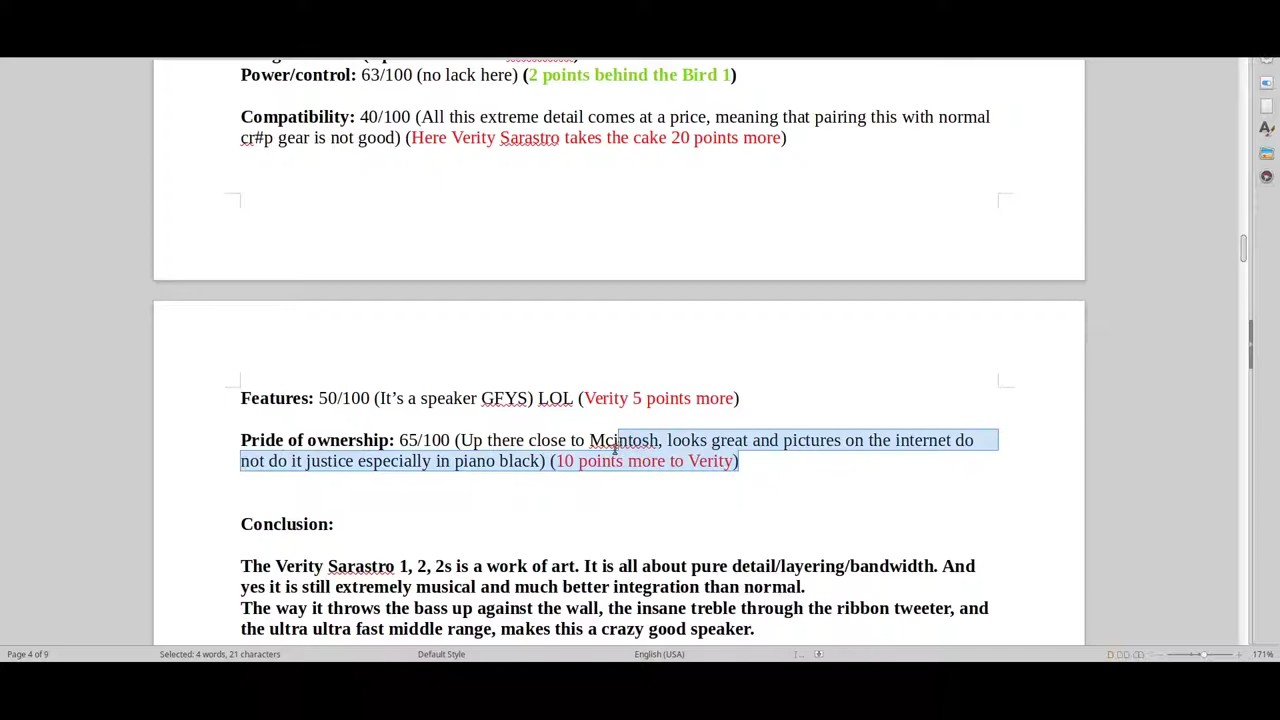 Power/control: 63/100 (no lack here) (2 points behind the Bird 1)
Compatibility: 40/100 (All this extreme detail comes at a price, meaning that pairing this with normal
cr#p gear is not good) (Here Verity Sarastro takes the cake 20 points more)
Features: 50/100 (It’s a speaker GFYS) LOL (Verity 5 points more)
Pride of ownership: 65/100 (Up there close to Mcintosh, looks great and pictures on the internet do
not do it justice especially in piano black) (10 points more to Verity)
Conclusion:
The Verity Sarastro 1, 2, 2s is a work of art. It is all about pure detail/layering/bandwidth. And
yes it is still extremely musical and much better integration than normal.
The way it throws the bass up against the wall, the insane treble through the ribbon tweeter, and
the ultra ultra fast middle range, makes this a crazy good speaker.
Page 4 of 9
Selected: 4 words, 21 characters
Default Style
English (USA)
171%